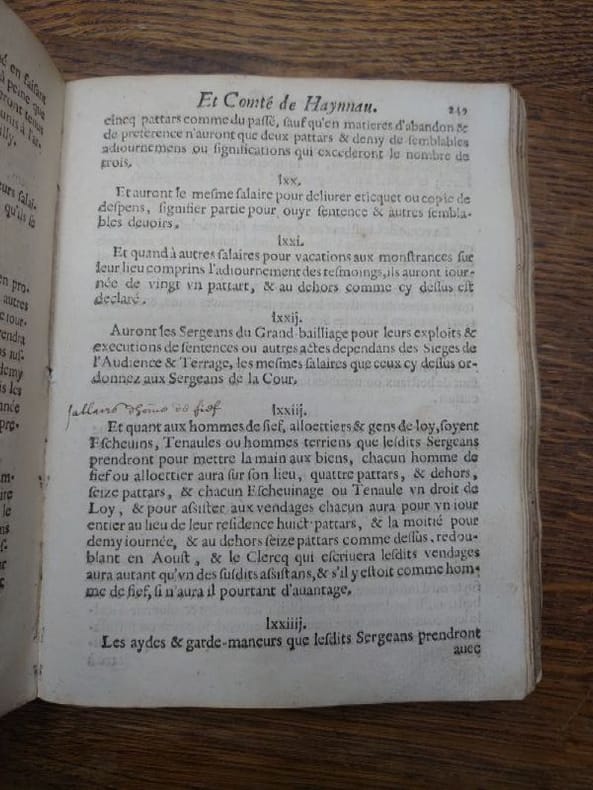 Et Comté de Haynnau. 249
cincq pattars comme du passé, sauf qu'en matieres d'abandon &
de preference n'auront que deux pattars & demy de semblables
adiournemens ou significations qui excederont le nombre de
trois.
lxx.
Et auront le mesme salaire pour deliurer eticquet ou copie de
despens, signifier partie pour ouyr sentence & autres sembla-
bles deuoirs.
lxxi.
Et quand à autres salaires pour vacations aux monstrances sur
leur lieu comprins l'adiournement des tesmoings, ils auront iour-
née de vingt vn pattart, & au dehors comme cy dessus est
declaré.
lxxij.
Auront les Sergeans du Grand bailliage pour leurs exploits &
executions de sentences ou autres actes dependans des Sieges de
l'Audience & Terrage, les mesmes salaires que ceux cy dessus or-
donnez aux Sergeans de la Cour.
sallaire d'home de fief
lxxiij.
Et quant aux hommes de fief, alloettiers & gens de loy, soyent
Escheuins, Tenaules ou hommes terriens que lesdits Sergeans
prendront pour mettre la main aux biens, chacun homme de
fief ou alloettier aura sur son lieu, quattre pattars, & dehors,
seize pattars, & chacun Escheuinage ou Tenaule vn droit de
Loy, & pour assister aux vendages chacun aura pour vn iour
entier au lieu de leur residence huict pattars, & la moitié pour
demy iournée, & au dehors seize pattars comme dessus, redou-
blant en Aoust, & le Clercq qui escriuera lesdits vendages
aura autant qu'vn des susdits assistans, & s'il y estoit comme hom-
me de fief, si n'aura il pourtant d'auantage.
lxxiiij.
Les aydes & garde-maneurs que lesdits Sergeans prendront
auec